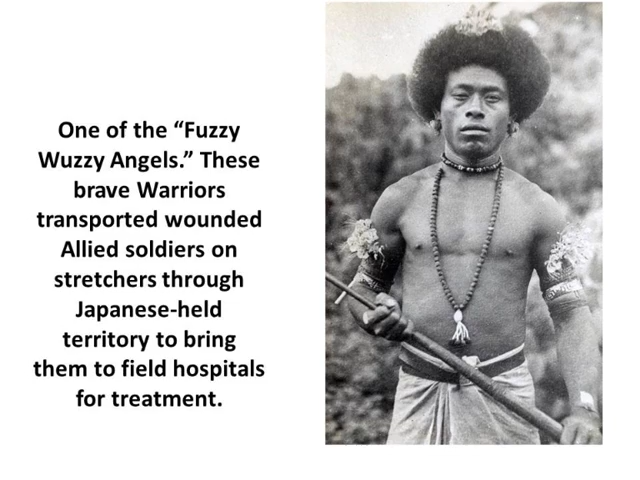 One of the “Fuzzy
Wuzzy Angels.” These
brave Warriors
transported wounded
Allied soldiers on
stretchers through
Japanese-held
territory to bring
them to field hospitals
for treatment.